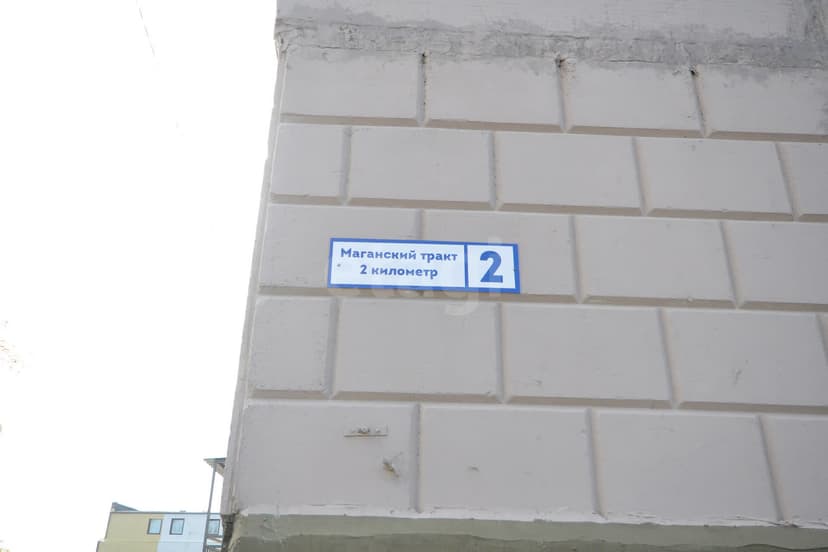 Маганский тракт
2 километр
2